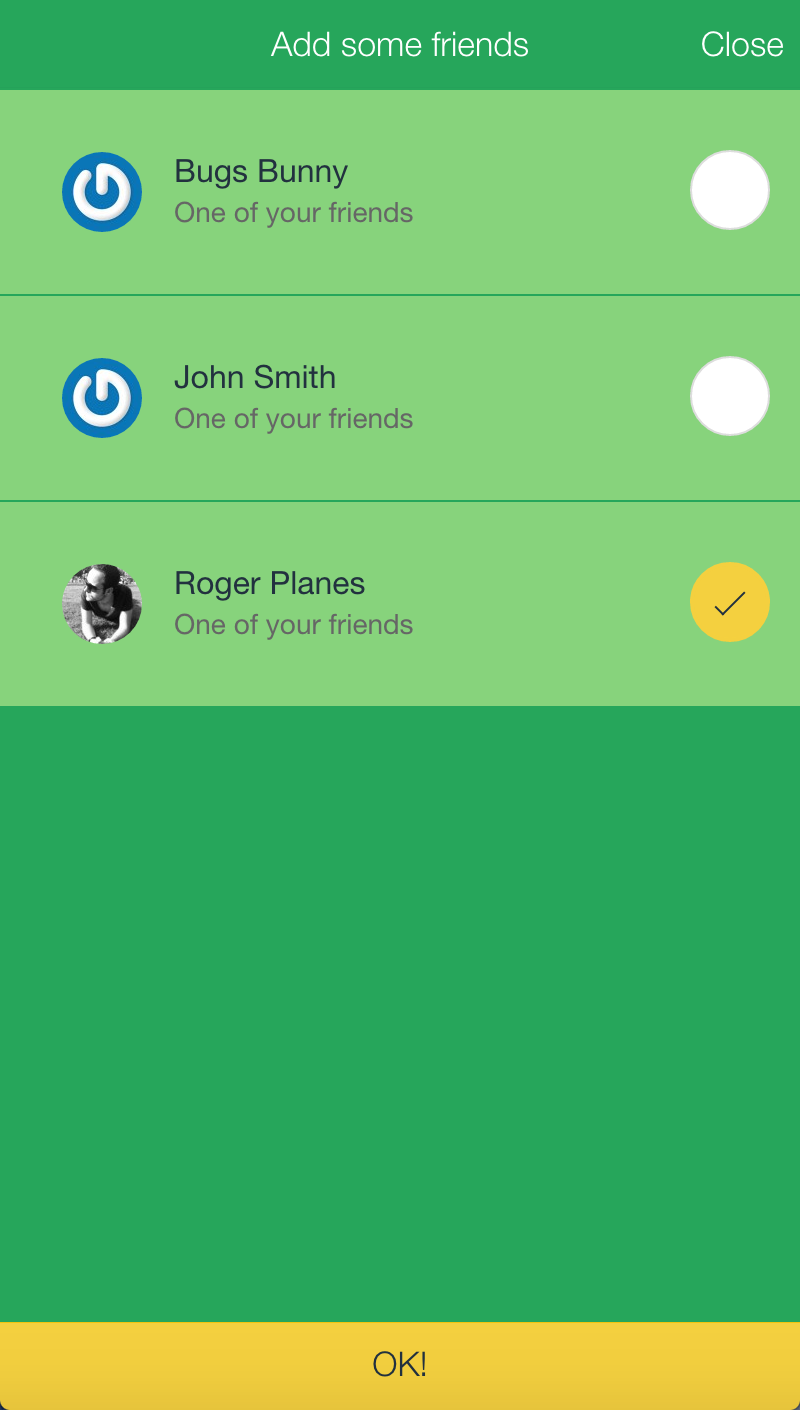 Add some friends
Close
Bugs Bunny
One of your friends
John Smith
One of your friends
Roger Planes
One of your friends
OK!